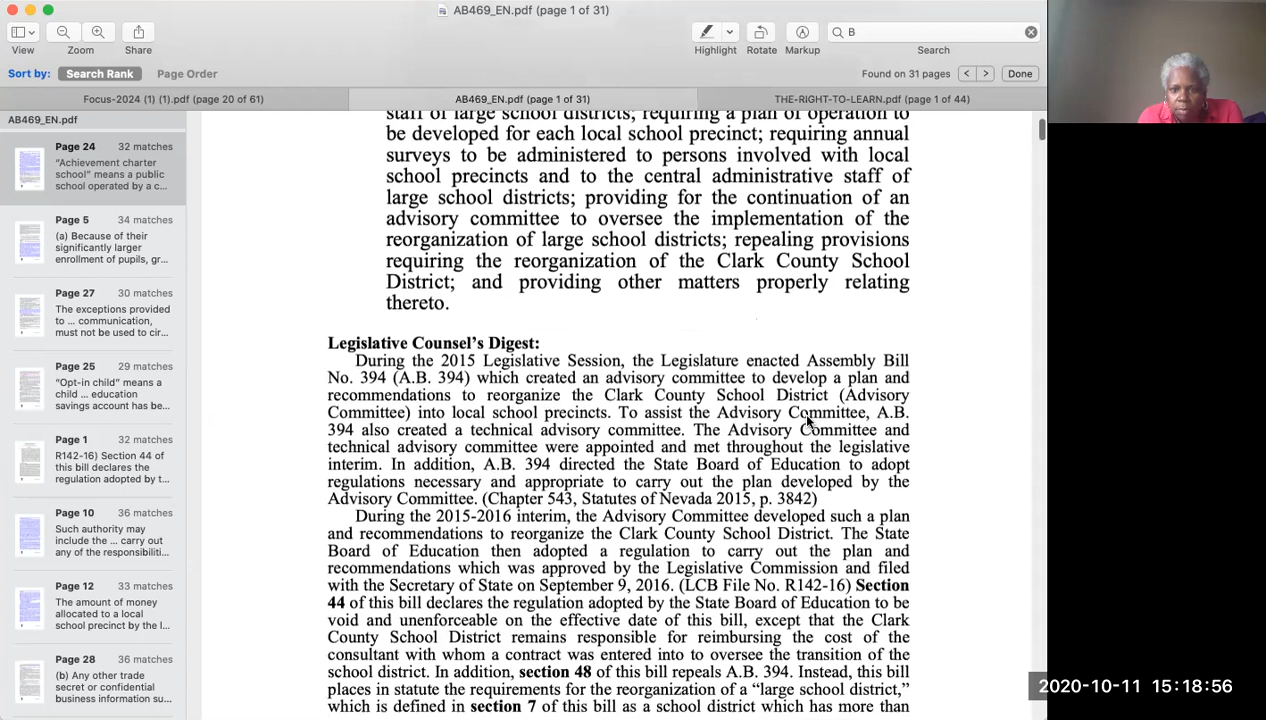 AB469_EN.pdf (page 1 of 31)
View
Zoom
Share
Highlight
Rotate
Markup
B
Search
Sort by:
Search Rank
Page Order
Found on 31 pages
Done
Focus-2024 (1) (1).pdf (page 20 of 61)
AB469_EN.pdf (page 1 of 31)
THE-RIGHT-TO-LEARN.pdf (page 1 of 44)
AB469_EN.pdf
Page 24 32 matches
“Achievement charter
school” means a public
school operated by a c...
Page 5 34 matches
(a) Because of their
significantly larger
enrollment of pupils, gr...
Page 27 30 matches
The exceptions provided
to ... communication,
must not be used to cir...
Page 25 29 matches
“Opt-in child” means a
child ... education
savings account has be...
Page 1 32 matches
R142-16) Section 44 of
this bill declares the
regulation adopted by t...
Page 10 36 matches
Such authority may
include the ... carry out
any of the responsibiliti...
Page 12 33 matches
The amount of money
allocated to a local
school precinct by the l...
Page 28 36 matches
(b) Any other trade
secret or confidential
business information su...
staff of large school districts; requiring a plan of operation to
be developed for each local school precinct; requiring annual
surveys to be administered to persons involved with local
school precincts and to the central administrative staff of
large school districts; providing for the continuation of an
advisory committee to oversee the implementation of the
reorganization of large school districts; repealing provisions
requiring the reorganization of the Clark County School
District; and providing other matters properly relating
thereto.
Legislative Counsel’s Digest:
During the 2015 Legislative Session, the Legislature enacted Assembly Bill
No. 394 (A.B. 394) which created an advisory committee to develop a plan and
recommendations to reorganize the Clark County School District (Advisory
Committee) into local school precincts. To assist the Advisory Committee, A.B.
394 also created a technical advisory committee. The Advisory Committee and
technical advisory committee were appointed and met throughout the legislative
interim. In addition, A.B. 394 directed the State Board of Education to adopt
regulations necessary and appropriate to carry out the plan developed by the
Advisory Committee. (Chapter 543, Statutes of Nevada 2015, p. 3842)
During the 2015-2016 interim, the Advisory Committee developed such a plan
and recommendations to reorganize the Clark County School District. The State
Board of Education then adopted a regulation to carry out the plan and
recommendations which was approved by the Legislative Commission and filed
with the Secretary of State on September 9, 2016. (LCB File No. R142-16) Section
44 of this bill declares the regulation adopted by the State Board of Education to be
void and unenforceable on the effective date of this bill, except that the Clark
County School District remains responsible for reimbursing the cost of the
consultant with whom a contract was entered into to oversee the transition of the
school district. In addition, section 48 of this bill repeals A.B. 394. Instead, this bill
places in statute the requirements for the reorganization of a “large school district,”
which is defined in section 7 of this bill as a school district which has more than
2020-10-11 15:18:56